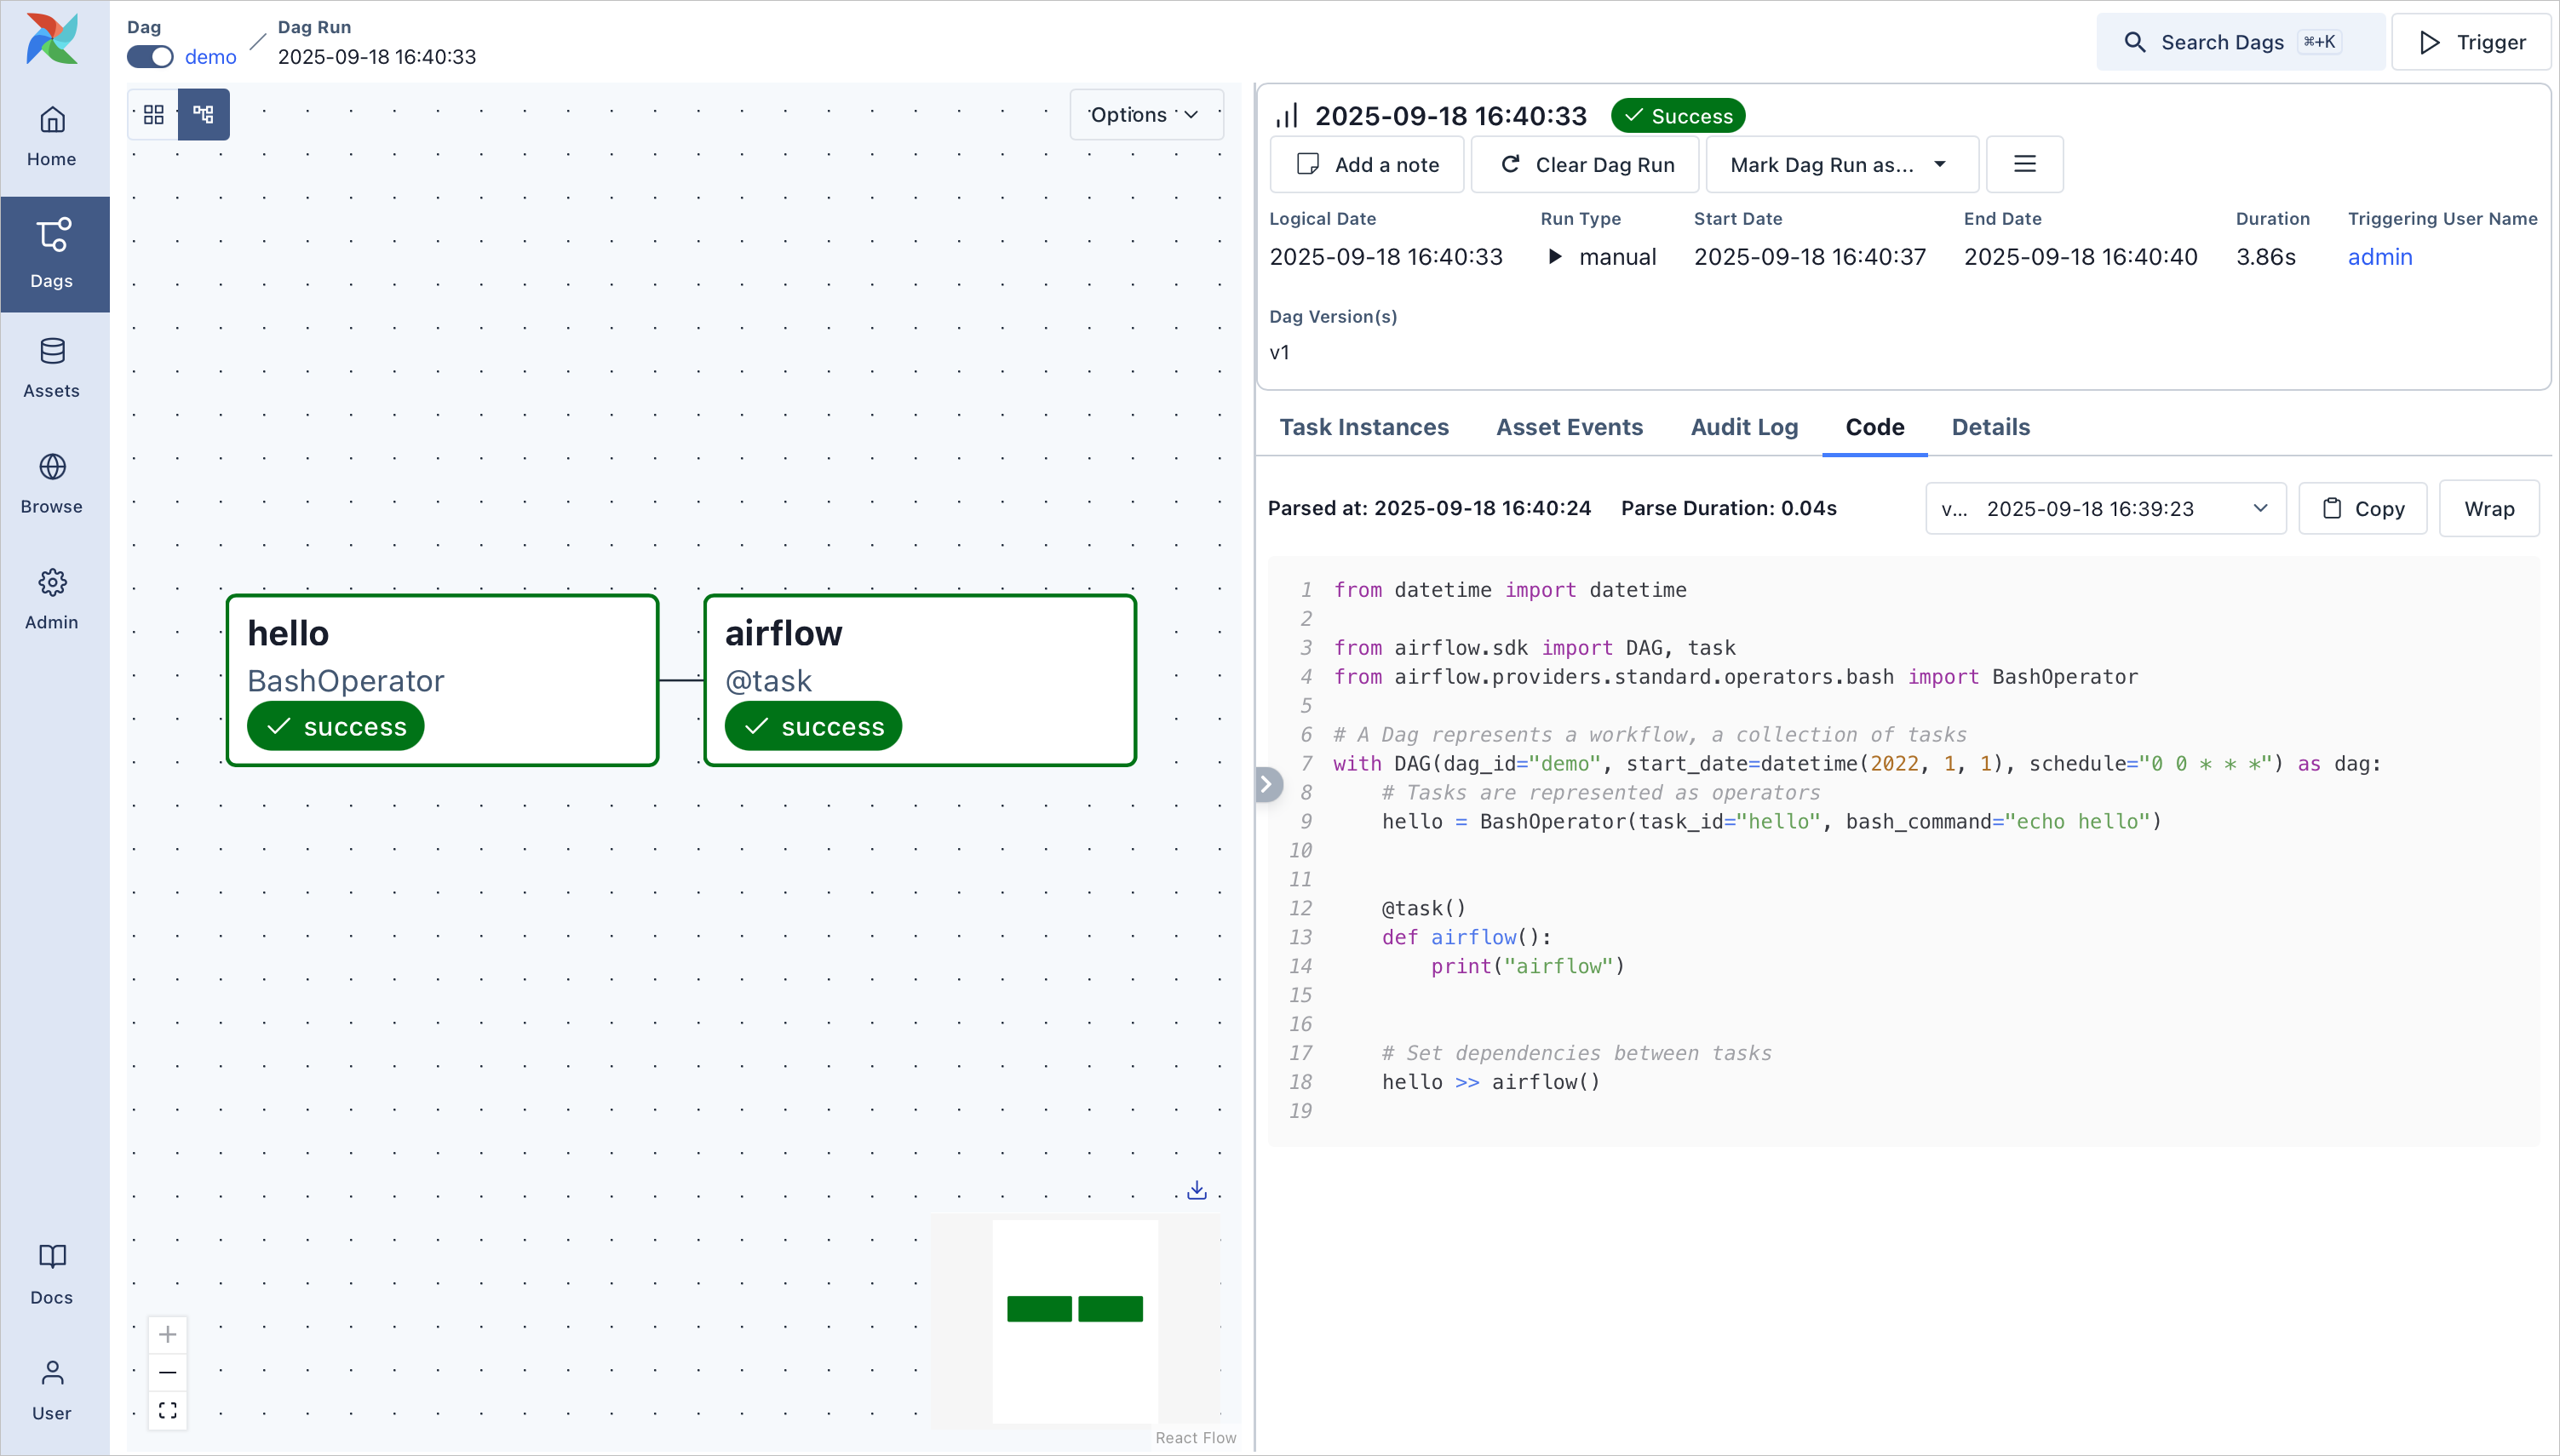 Dag
demo
Dag Run
2025-09-18 16:40:33
Search Dags ⌘+K
Trigger
Home
Dags
Assets
Browse
Admin
Docs
User
Options
hello
BashOperator
success
airflow
@task
success
React Flow
2025-09-18 16:40:33 Success
Add a note
Clear Dag Run
Mark Dag Run as...
Logical Date
2025-09-18 16:40:33
Run Type
manual
Start Date
2025-09-18 16:40:37
End Date
2025-09-18 16:40:40
Duration
3.86s
Triggering User Name
admin
Dag Version(s)
v1
Task Instances Asset Events Audit Log Code Details
Parsed at: 2025-09-18 16:40:24 Parse Duration: 0.04s v... 2025-09-18 16:39:23 Copy Wrap
1 from datetime import datetime
2
3 from airflow.sdk import DAG, task
4 from airflow.providers.standard.operators.bash import BashOperator
5
6 # A Dag represents a workflow, a collection of tasks
7 with DAG(dag_id="demo", start_date=datetime(2022, 1, 1), schedule="0 0 * * *") as dag:
8     # Tasks are represented as operators
9     hello = BashOperator(task_id="hello", bash_command="echo hello")
10
11
12     @task()
13     def airflow():
14         print("airflow")
15
16
17     # Set dependencies between tasks
18     hello >> airflow()
19